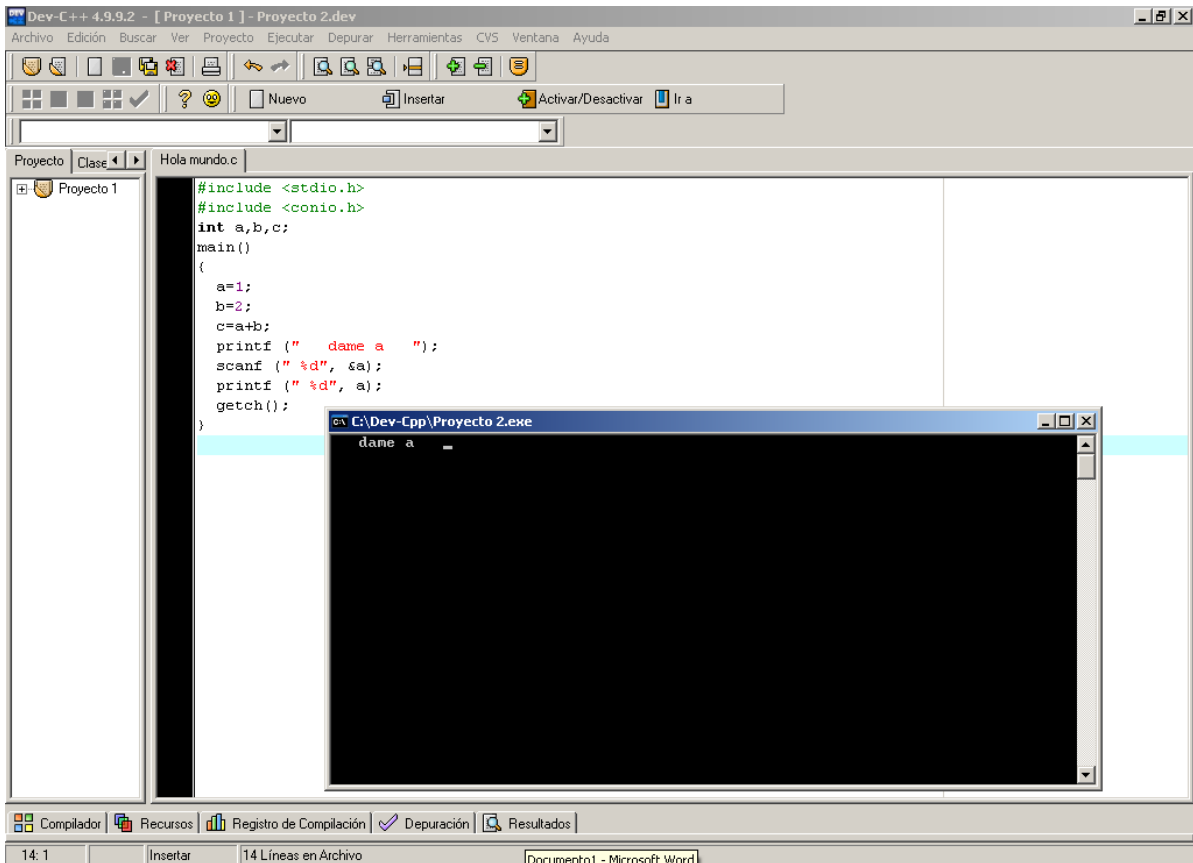 Dev-C++ 4.9.9.2 - [ Proyecto 1 ] - Proyecto 2.dev
Archivo Edición Buscar Ver Proyecto Ejecutar Depurar Herramientas CVS Ventana Ayuda
Nuevo Insertar Activar/Desactivar Ir a
Proyecto Clase Hola mundo.c
Proyecto 1
#include <stdio.h>
#include <conio.h>
int a,b,c;
main()
{
a=1;
b=2;
c=a+b;
printf ("   dame a   ");
scanf (" %d", &a);
printf (" %d", a);
getch();
}
C:\Dev-Cpp\Proyecto 2.exe
dame a _
Compilador Recursos Registro de Compilación Depuración Resultados
14: 1 Insertar 14 Líneas en Archivo
Documento1 - Microsoft Word